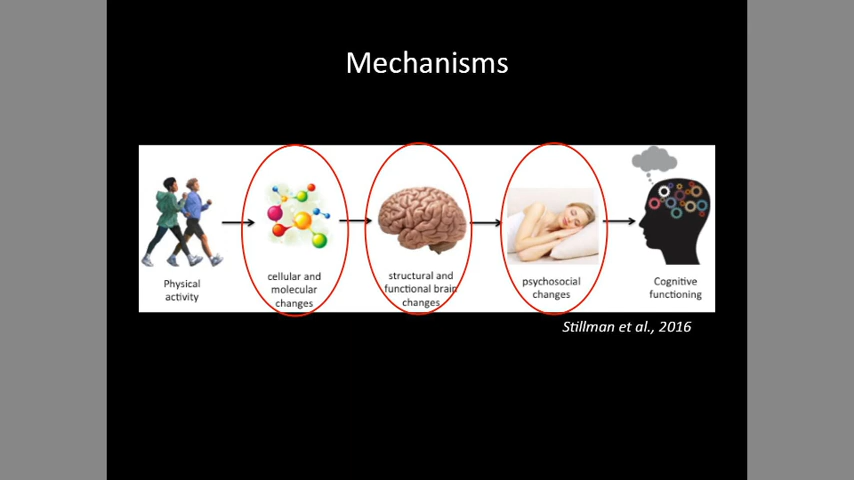 Mechanisms
Physical
activity
cellular and
molecular
changes
structural and
functional brain
changes
psychosocial
changes
Cognitive
functioning
Stillman et al., 2016